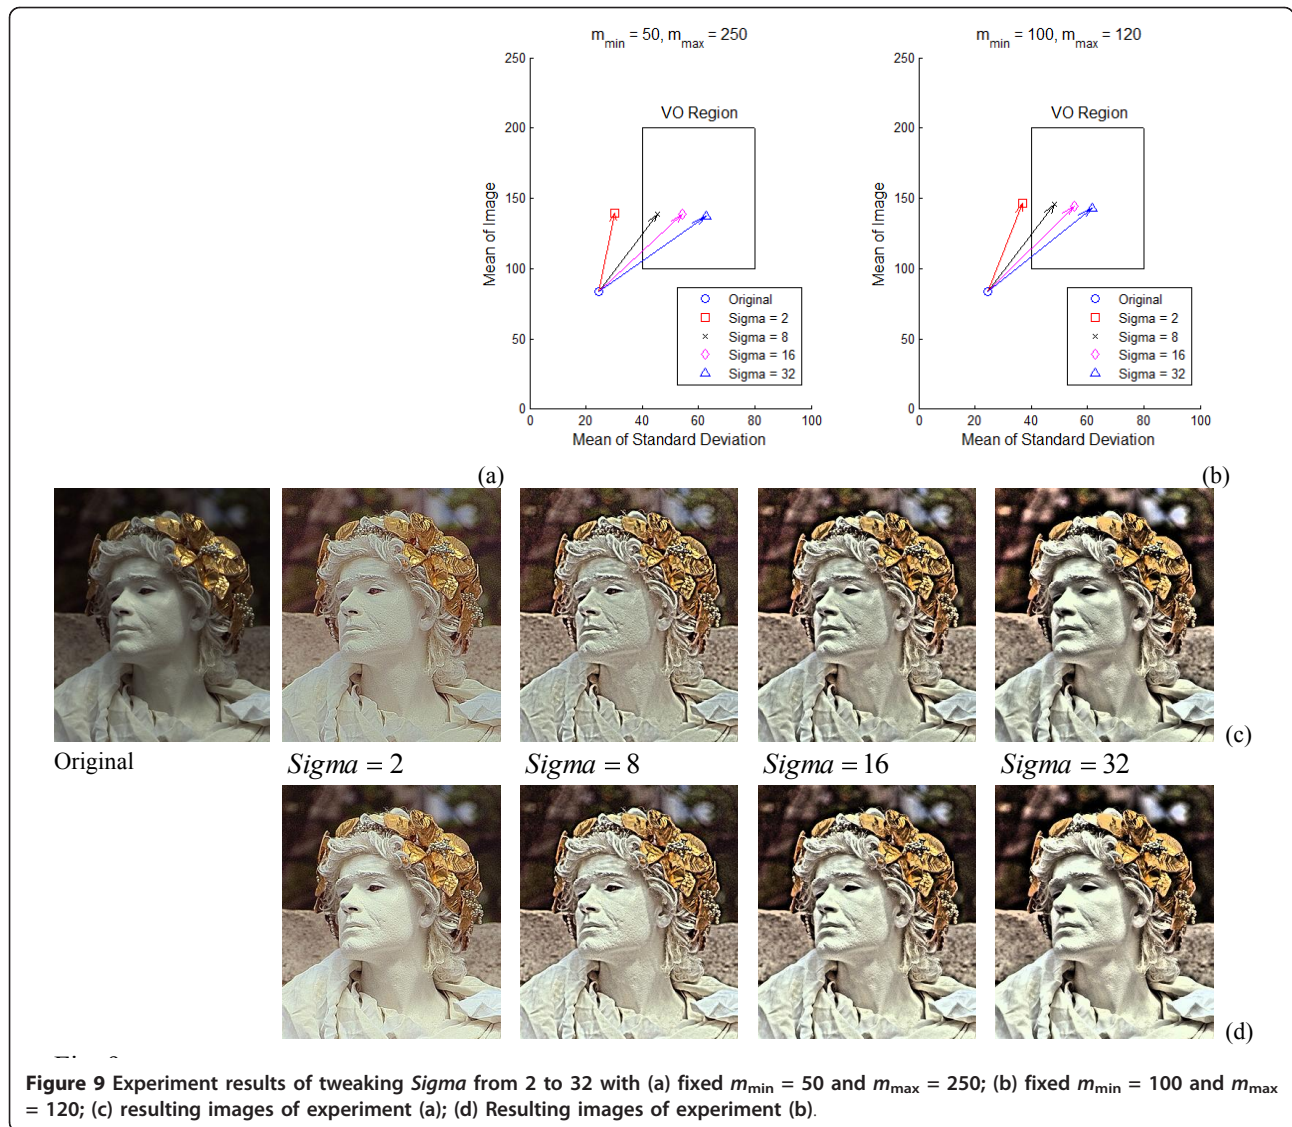 m_min = 50, m_max = 250
250
200
150
100
50
0
0 20 40 60 80 100
Mean of Image
Mean of Standard Deviation
VO Region
Original
Sigma = 2
Sigma = 8
Sigma = 16
Sigma = 32
(a)
m_min = 100, m_max = 120
250
200
150
100
50
0
0 20 40 60 80 100
Mean of Image
Mean of Standard Deviation
VO Region
Original
Sigma = 2
Sigma = 8
Sigma = 16
Sigma = 32
(b)
(c)
Original
Sigma = 2
Sigma = 8
Sigma = 16
Sigma = 32
(d)
Figure 9 Experiment results of tweaking Sigma from 2 to 32 with (a) fixed m_min = 50 and m_max = 250; (b) fixed m_min = 100 and m_max
= 120; (c) resulting images of experiment (a); (d) Resulting images of experiment (b).